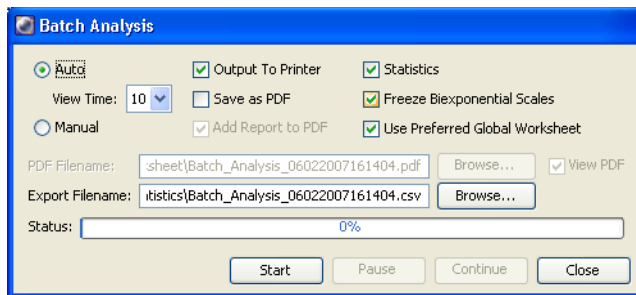 Batch Analysis
Auto Output To Printer Statistics
View Time: 10 Save as PDF Freeze Biexponential Scales
Manual Add Report to PDF Use Preferred Global Worksheet
PDF Filename: :sheet\Batch_Analysis_06022007161404.pdf Browse... View PDF
Export Filename: itistics\Batch_Analysis_06022007161404.csv Browse...
Status: 0%
Start Pause Continue Close